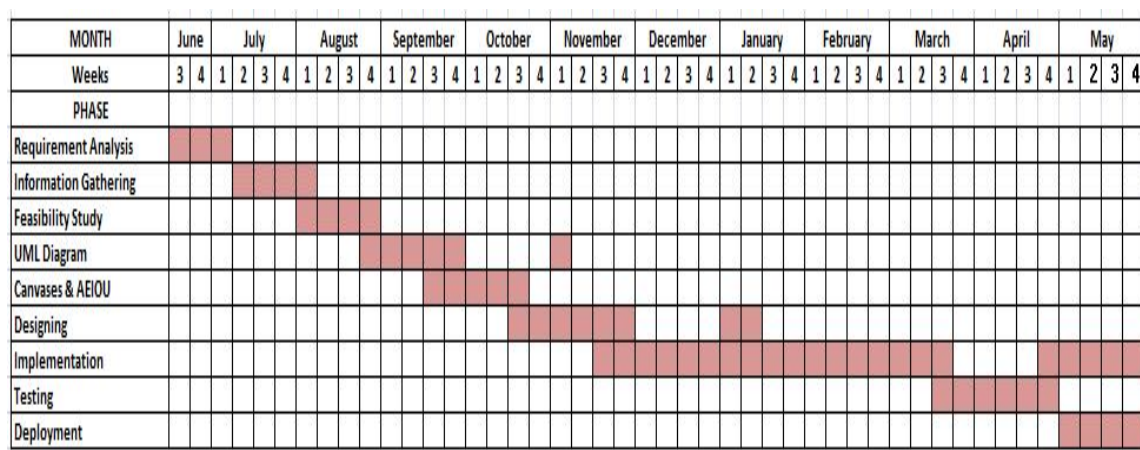 MONTH June July August September October November December January February March April May
Weeks 3 4 1 2 3 4 1 2 3 4 1 2 3 4 1 2 3 4 1 2 3 4 1 2 3 4 1 2 3 4 1 2 3 4 1 2 3 4 1 2 3 4 1 2 3 4
PHASE
Requirement Analysis
Information Gathering
Feasibility Study
UML Diagram
Canvases & AEIOU
Designing
Implementation
Testing
Deployment